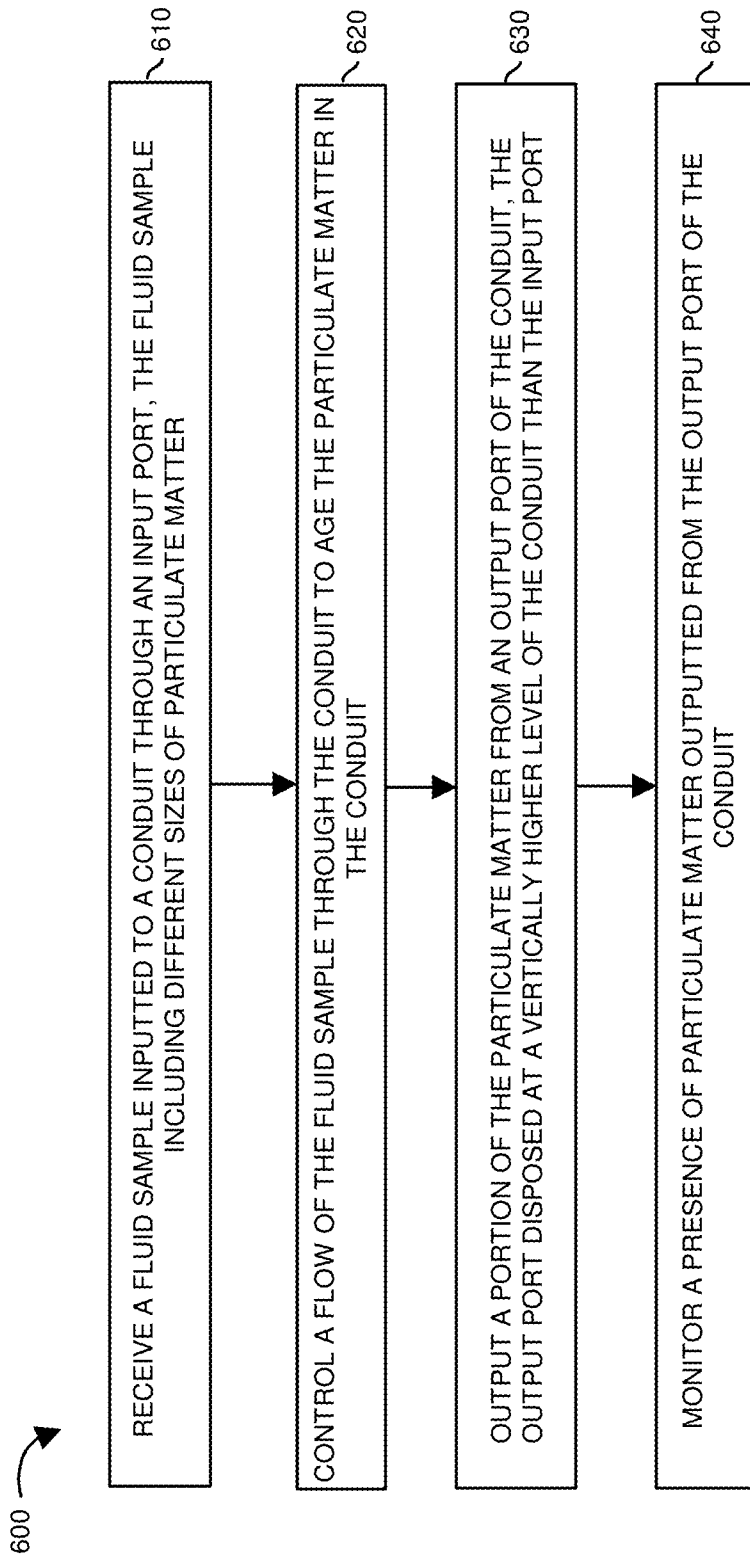 600
RECEIVE A FLUID SAMPLE INPUTTED TO A CONDUIT THROUGH AN INPUT PORT, THE FLUID SAMPLE
INCLUDING DIFFERENT SIZES OF PARTICULATE MATTER
610
CONTROL A FLOW OF THE FLUID SAMPLE THROUGH THE CONDUIT TO AGE THE PARTICULATE MATTER IN
THE CONDUIT
620
OUTPUT A PORTION OF THE PARTICULATE MATTER FROM AN OUTPUT PORT OF THE CONDUIT, THE
OUTPUT PORT DISPOSED AT A VERTICALLY HIGHER LEVEL OF THE CONDUIT THAN THE INPUT PORT
630
MONITOR A PRESENCE OF PARTICULATE MATTER OUTPUTTED FROM THE OUTPUT PORT OF THE
CONDUIT
640